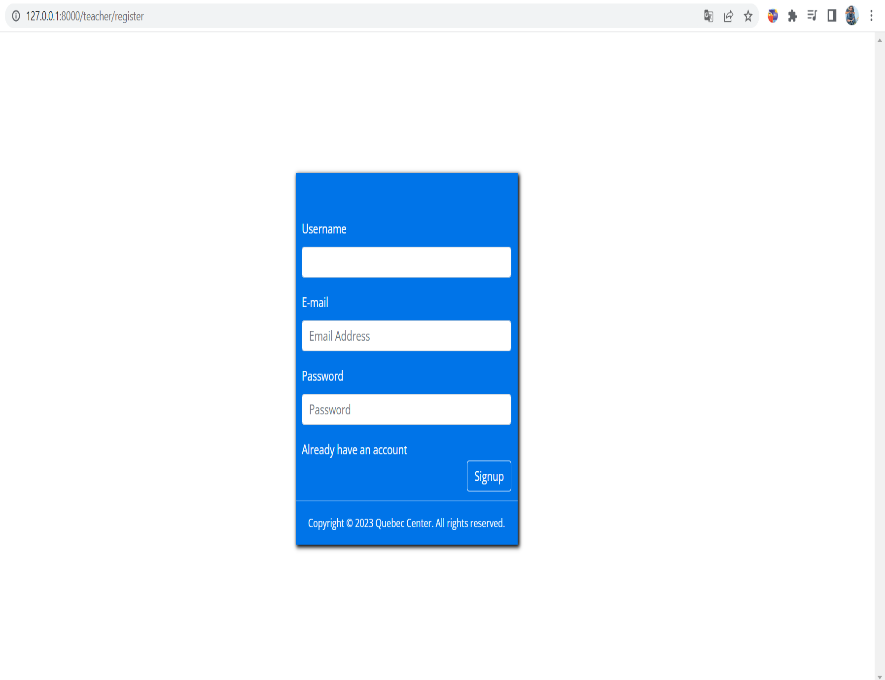 127.0.0.1:8000/teacher/register
Username
E-mail
Email Address
Password
Password
Already have an account
Signup
Copyright © 2023 Quebec Center. All rights reserved.